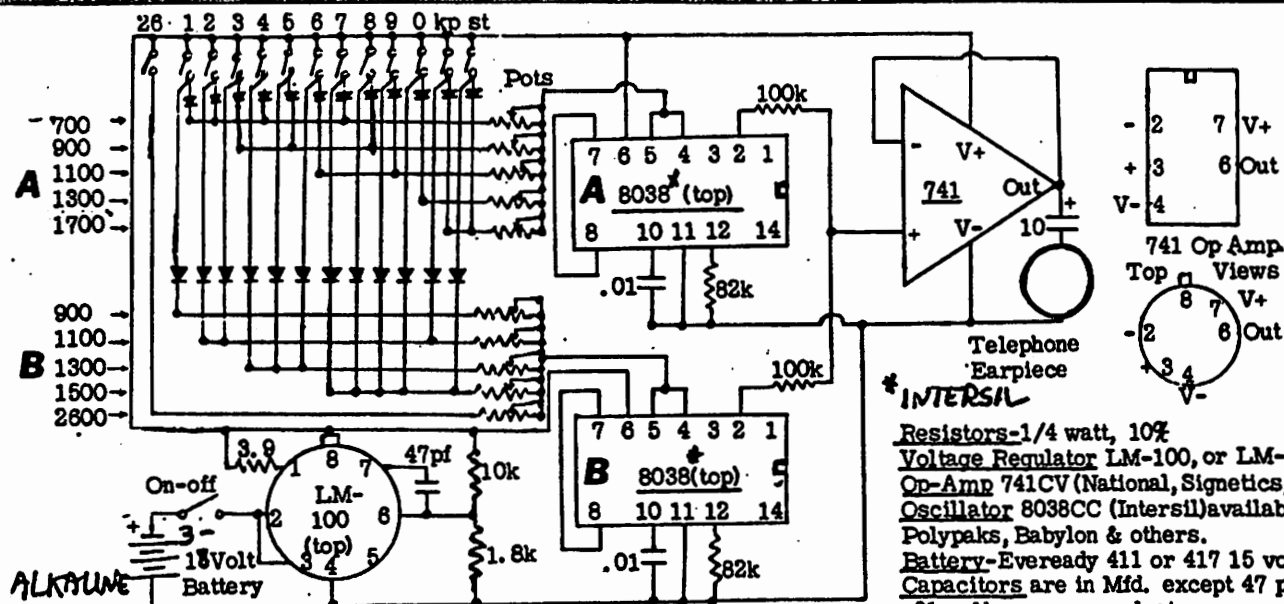 26 1 2 3 4 5 6 7 8 9 0 kp st
Pots
700
900
1100
1300
1700
A
900
1100
1300
1500
2600
B
100k
7 6 5 4 3 2 1
A 8038* (top)
8 10 11 12 14
.01
82k
100k
7 6 5 4 3 2 1
B 8038* (top)
8 10 11 12 14
.01
82k
-
V+
741
Out
V-
+
+
10
Telephone
Earpiece
- 2 7 V+
+ 3 6 Out
V- 4
741 Op Amp.
Top Views
8
7 V+
- 2 6 Out
+ 3 4
V-
3.9
On-off
+
3 -
Volt
Battery
ALKALINE
1 8 7
2 LM- 6
100
(top)
3 4 5
47pf
10k
1.8k
* INTERSIL
Resistors-1/4 watt, 10%
Voltage Regulator LM-100, or LM-
Op-Amp 741CV (National, Signetics,
Oscillator 8038CC (Intersil)availab
Polypaks, Babylon & others.
Battery-Eveready 411 or 417 15 vo
Capacitors are in Mfd. except 47 p